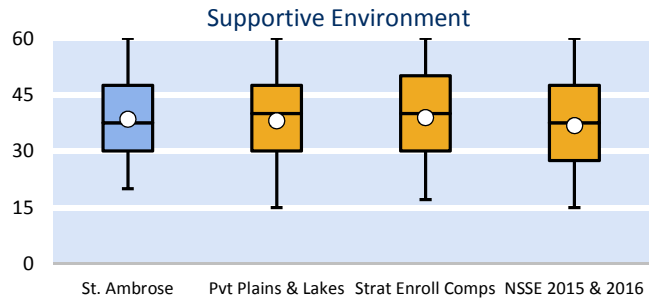 Supportive Environment
60
45
30
15
0
St. Ambrose Pvt Plains & Lakes Strat Enroll Comps NSSE 2015 & 2016